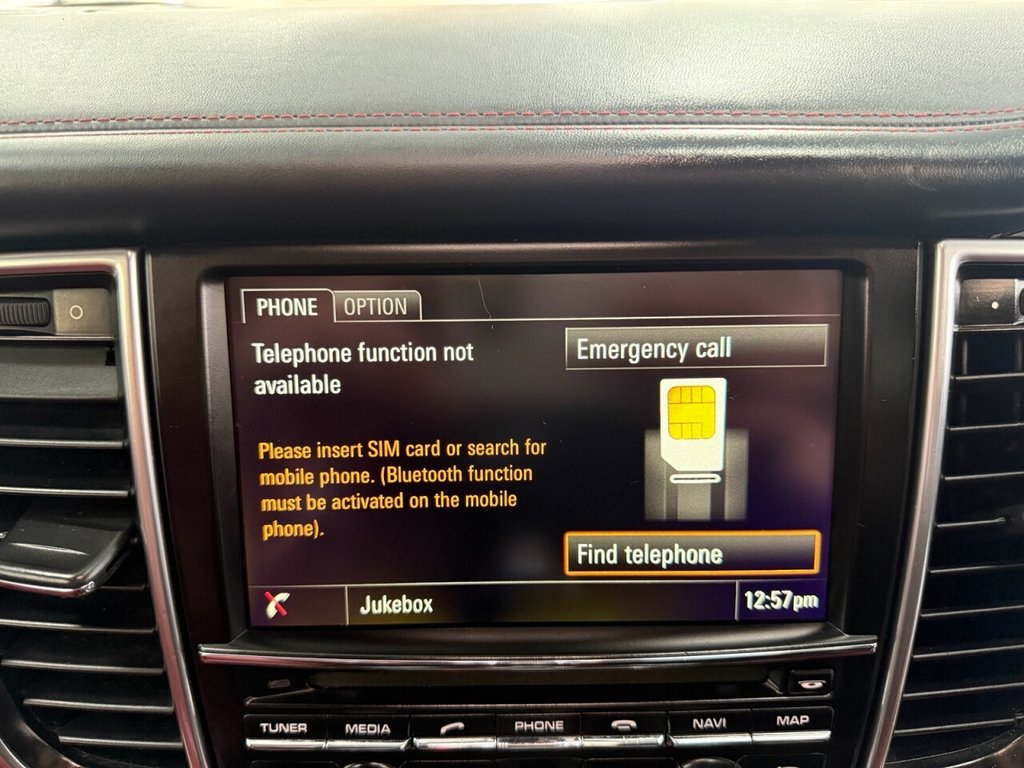 PHONE OPTION
Telephone function not
available
Emergency call
Please insert SIM card or search for
mobile phone. (Bluetooth function
must be activated on the mobile
phone).
Find telephone
Jukebox 12:57pm
TUNER MEDIA PHONE NAVI MAP